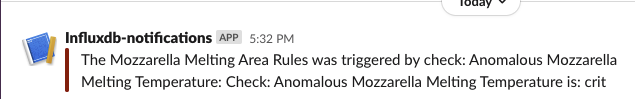 Today
Influxdb-notifications APP 5:32 PM
The Mozzarella Melting Area Rules was triggered by check: Anomalous Mozzarella
Melting Temperature: Check: Anomalous Mozzarella Melting Temperature is: crit